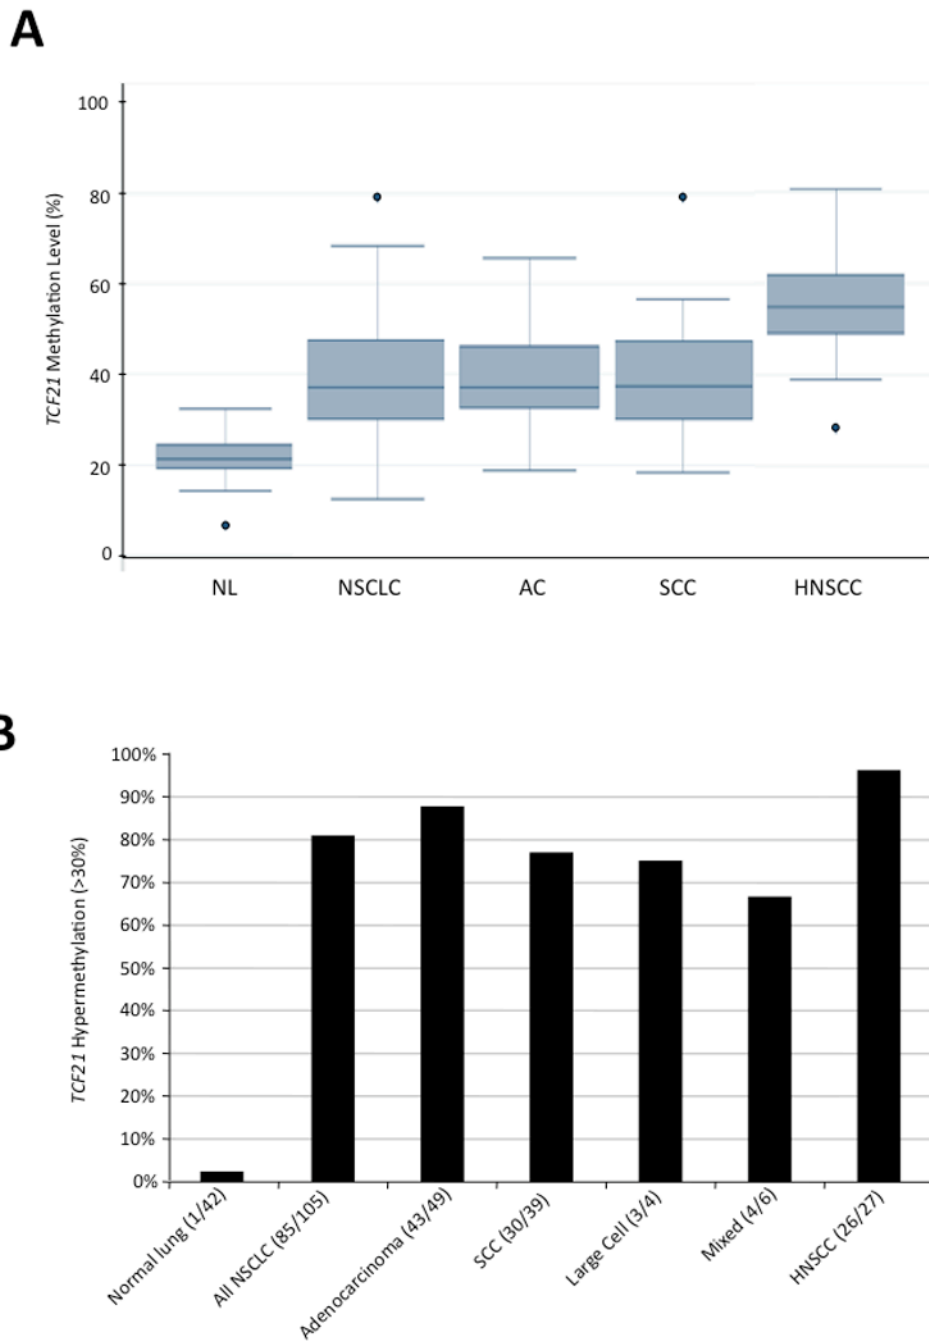 A
TCF21 Methylation Level (%)
100
80
60
40
20
0
NL NSCLC AC SCC HNSCC
B
TCF21 Hypermethylation (>30%)
100%
90%
80%
70%
60%
50%
40%
30%
20%
10%
0%
Normal lung (1/42)
All NSCLC (85/105)
Adenocarcinoma (43/49)
SCC (30/39)
Large Cell (3/4)
Mixed (4/6)
HNSCC (26/27)